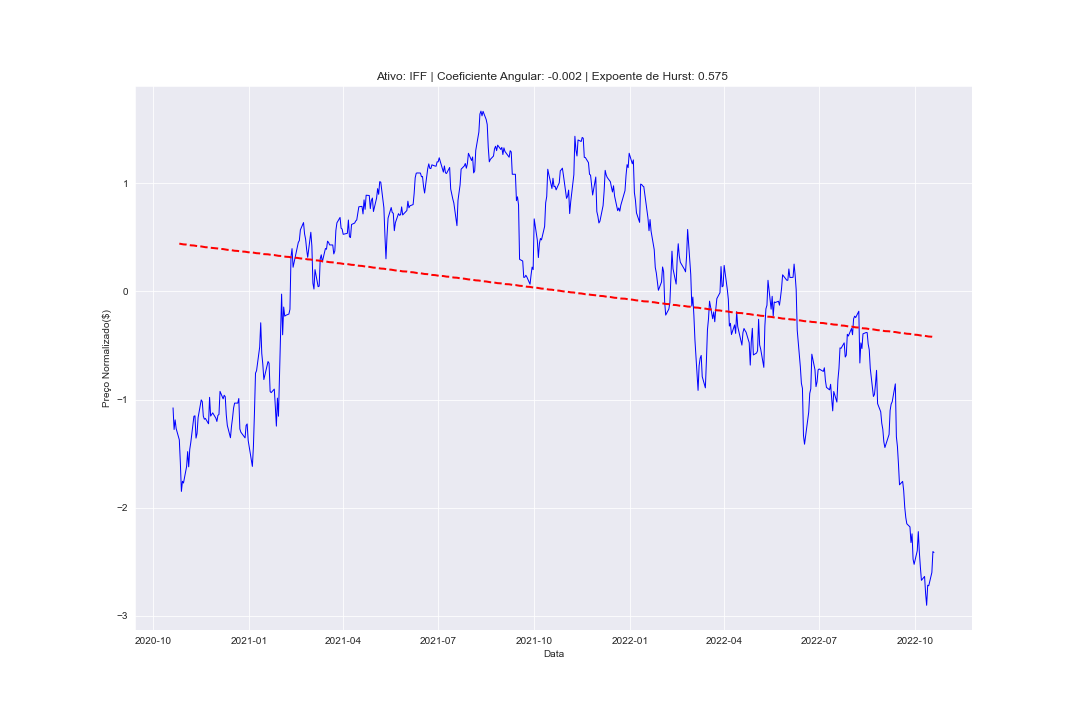 Ativo: IFF | Coeficiente Angular: -0.002 | Expoente de Hurst: 0.575
Preço Normalizado($)
1
0
−1
−2
−3
2020-10 2021-01 2021-04 2021-07 2021-10 2022-01 2022-04 2022-07 2022-10
Data